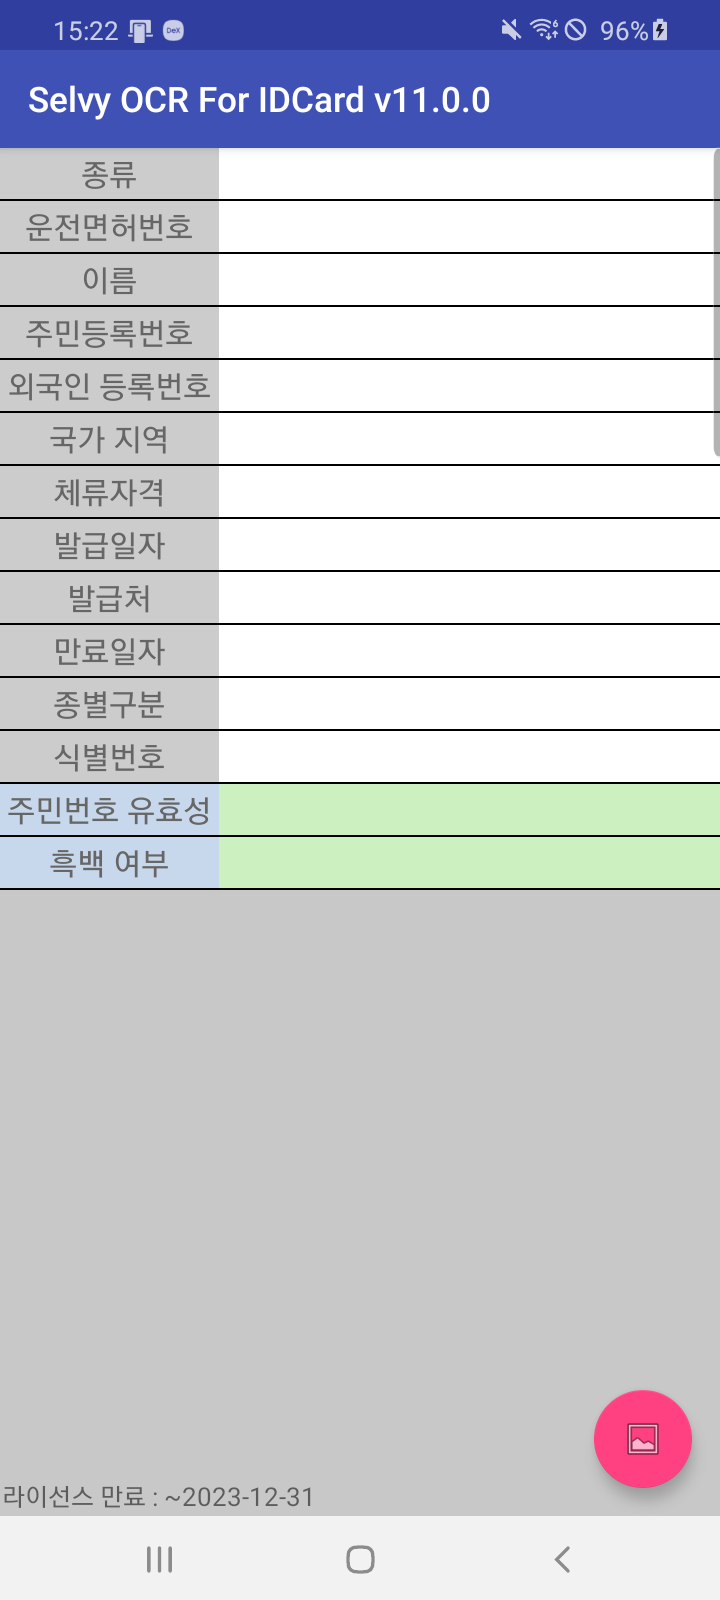 15:22 DeX 6 96%
Selvy OCR For IDCard v11.0.0
종류
운전면허번호
이름
주민등록번호
외국인 등록번호
국가 지역
체류자격
발급일자
발급처
만료일자
종별구분
식별번호
주민번호 유효성
흑백 여부
라이선스 만료 : ~2023-12-31